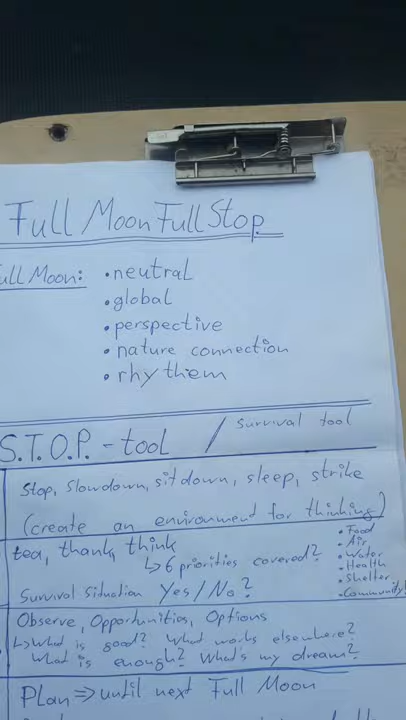 Full Moon Full Stop
ull Moon:
• neutral
• global
• perspective
• nature connection
• rhy them
S.T.O.P. - tool / survival tool
Stop, Slowdown, sit down, sleep, strike
(create an environment for thinking)
tea, thank, think
↳ 6 priorities covered?
• Food
• Air
• Water
• Health
• Shelter
• Community!
Survival Situation Yes/No?
Observe, Opportunities, Options
↳ What is good? What works elsewhere?
What is enough? What's my dream?
Plan ⇒ until next Full Moon